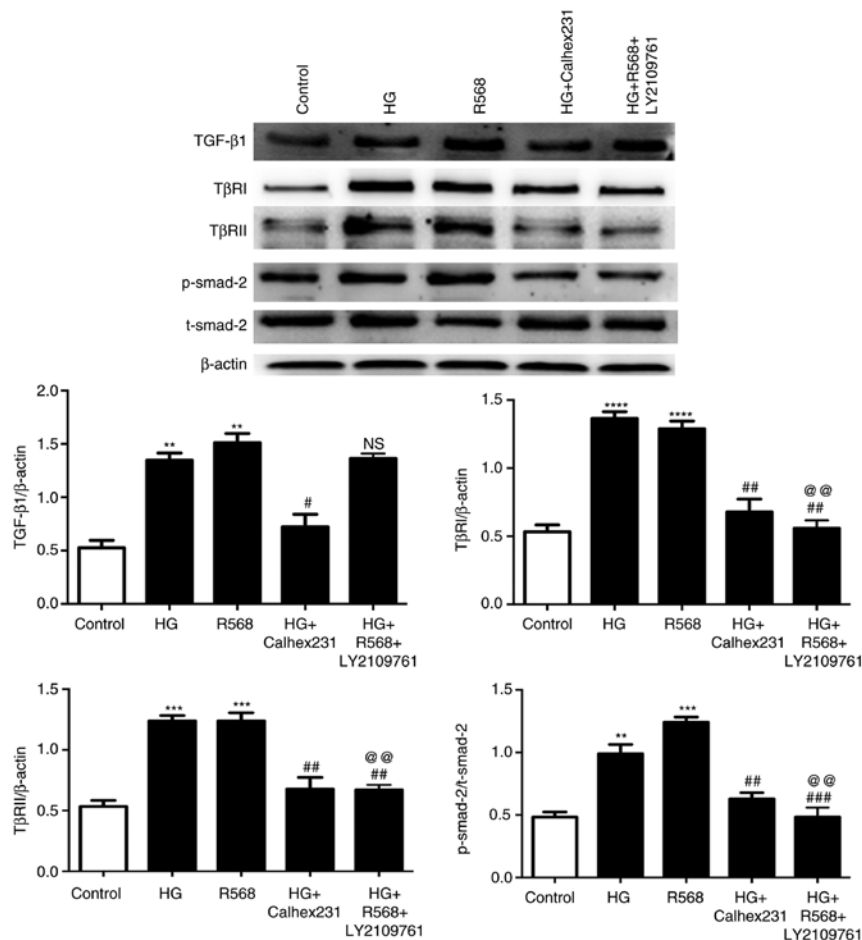 Control
HG
R568
HG+Calhex231
HG+R568+
LY2109761
TGF-β1
TβRI
TβRII
p-smad-2
t-smad-2
β-actin
TGF-β1/β-actin
2.0
1.5
1.0
0.5
0.0
**
**
#
NS
Control
HG
R568
HG+
Calhex231
HG+
R568+
LY2109761
TβRI/β-actin
1.5
1.0
0.5
0.0
****
****
##
@@
##
Control
HG
R568
HG+
Calhex231
HG+
R568+
LY2109761
TβRII/β-actin
1.5
1.0
0.5
0.0
***
***
##
@@
##
Control
HG
R568
HG+
Calhex231
HG+
R568+
LY2109761
p-smad-2/t-smad-2
1.5
1.0
0.5
0.0
**
***
##
@@
###
Control
HG
R568
HG+
Calhex231
HG+
R568+
LY2109761